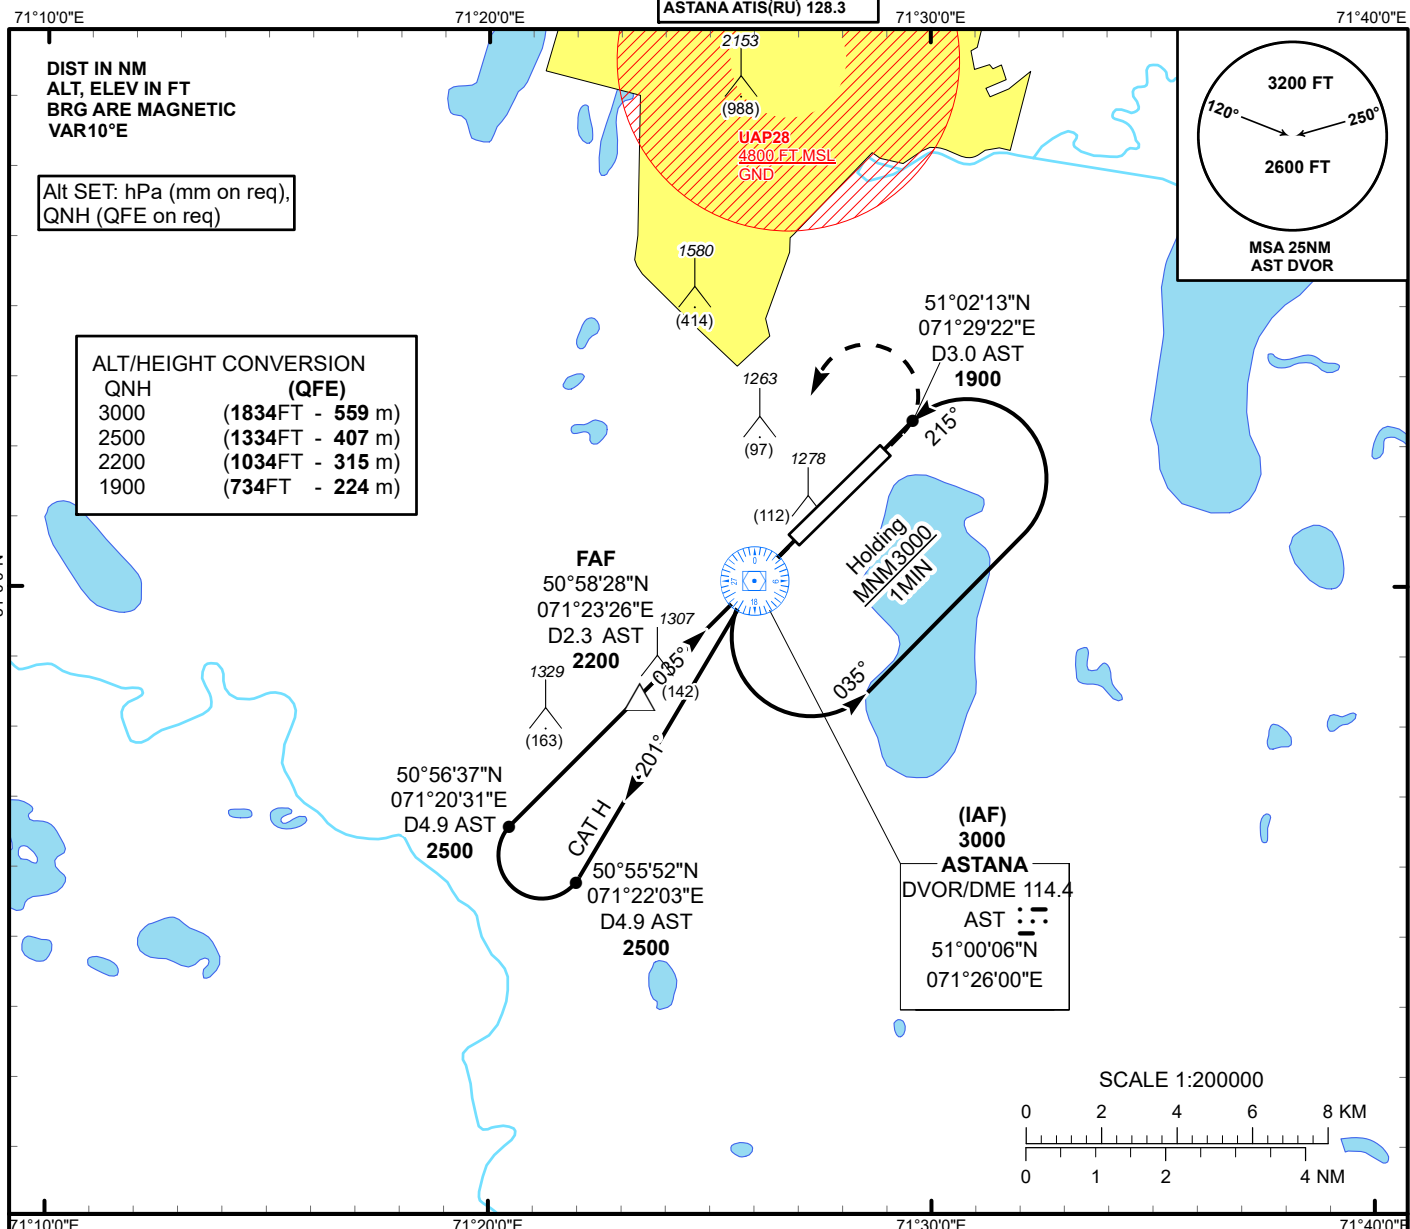 ASTANA ATIS(RU) 128.3
71°10'0"E
71°20'0"E
71°30'0"E
71°40'0"E
DIST IN NM
ALT, ELEV IN FT
BRG ARE MAGNETIC
VAR10°E
Alt SET: hPa (mm on req),
QNH (QFE on req)
2153
(988)
UAP28
4800 FT MSL
GND
3200 FT
120°
250°
2600 FT
MSA 25NM
AST DVOR
1580
(414)
51°02'13"N
071°29'22"E
D3.0 AST
1900
ALT/HEIGHT CONVERSION
QNH (QFE)
3000 (1834FT - 559 m)
2500 (1334FT - 407 m)
2200 (1034FT - 315 m)
1900 (734FT - 224 m)
1263
(97)
215°
1278
(112)
Holding
MNM3000
1MIN
FAF
50°58'28"N
071°23'26"E
D2.3 AST
2200
0
9
18
27
1307
(142)
035°
1329
(163)
035°
201°
CAT H
50°56'37"N
071°20'31"E
D4.9 AST
2500
50°55'52"N
071°22'03"E
D4.9 AST
2500
(IAF)
3000
ASTANA
DVOR/DME 114.4
AST
51°00'06"N
071°26'00"E
SCALE 1:200000
0 2 4 6 8 KM
0 1 2 4 NM
71°10'0"E
71°20'0"E
71°30'0"E
71°40'0"E